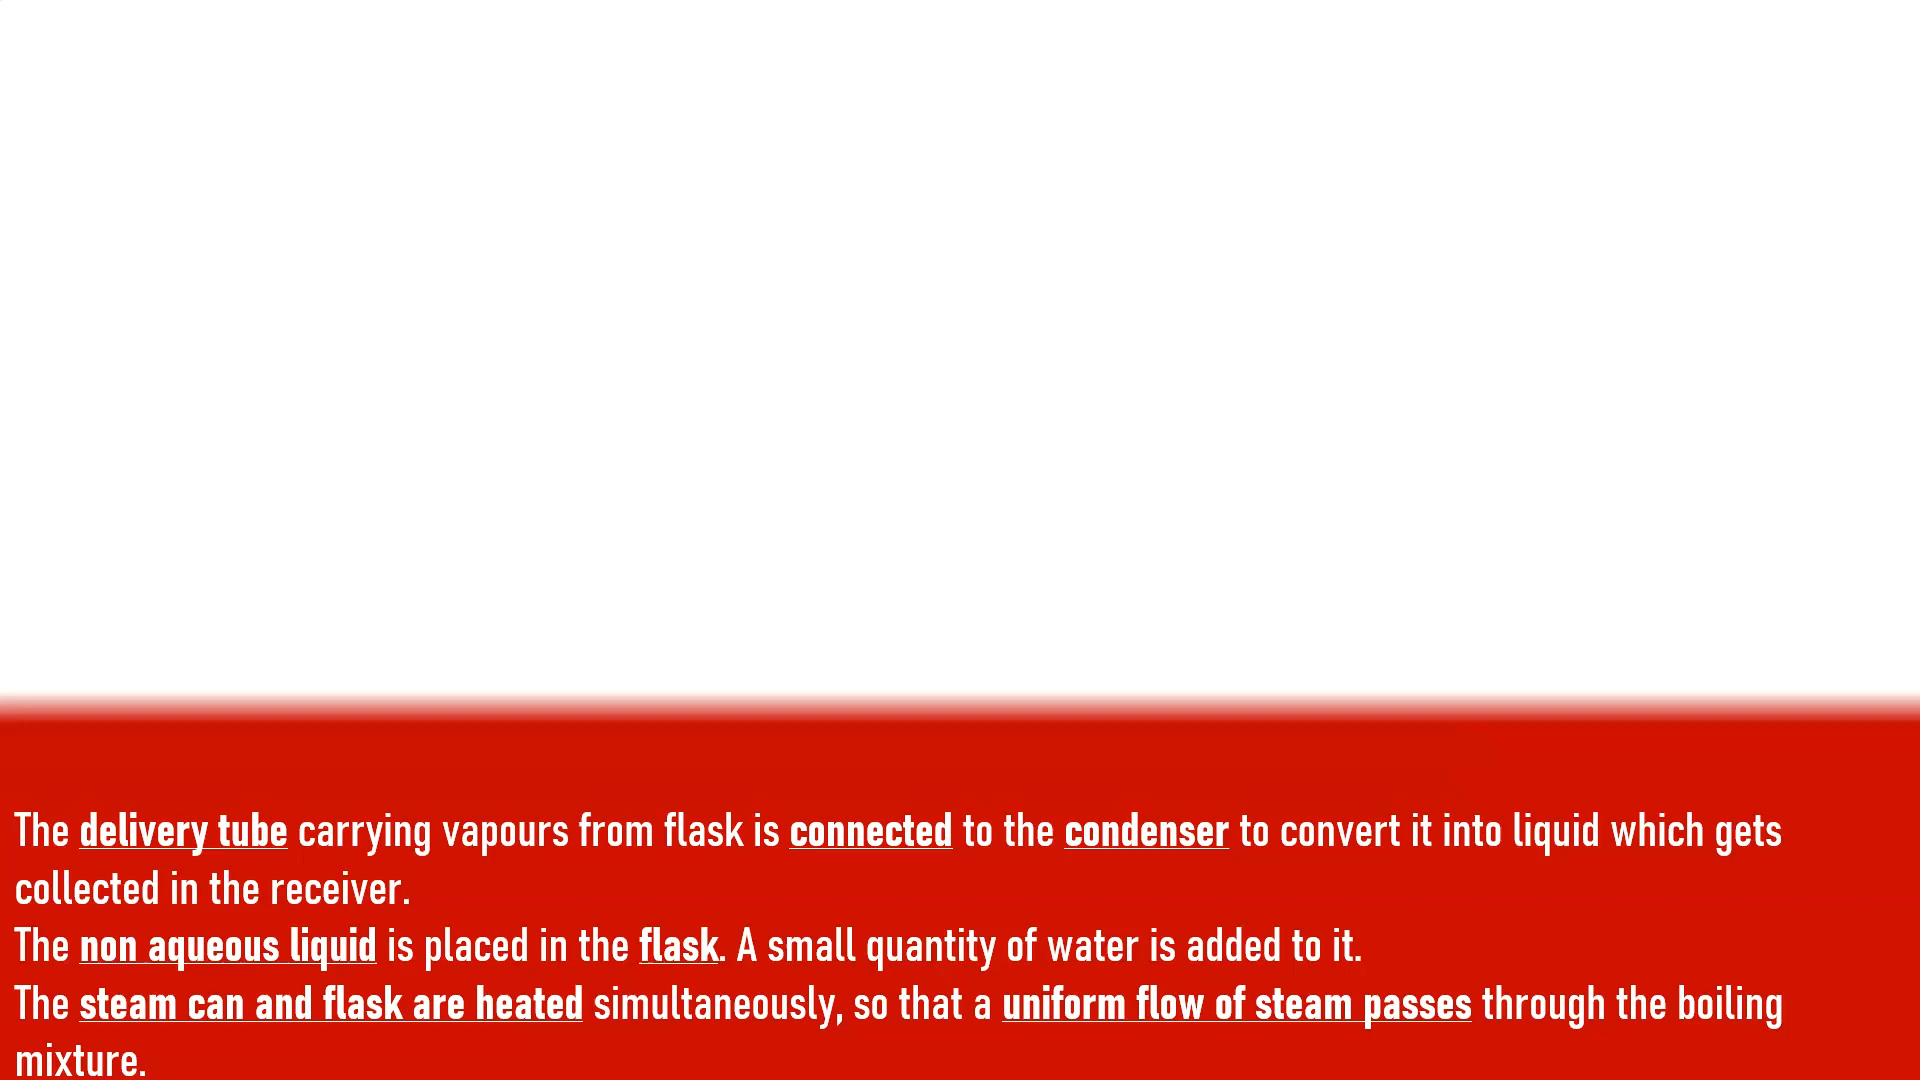 The delivery tube carrying vapours from flask is connected to the condenser to convert it into liquid which gets
collected in the receiver.
The non aqueous liquid is placed in the flask. A small quantity of water is added to it.
The steam can and flask are heated simultaneously, so that a uniform flow of steam passes through the boiling
mixture.